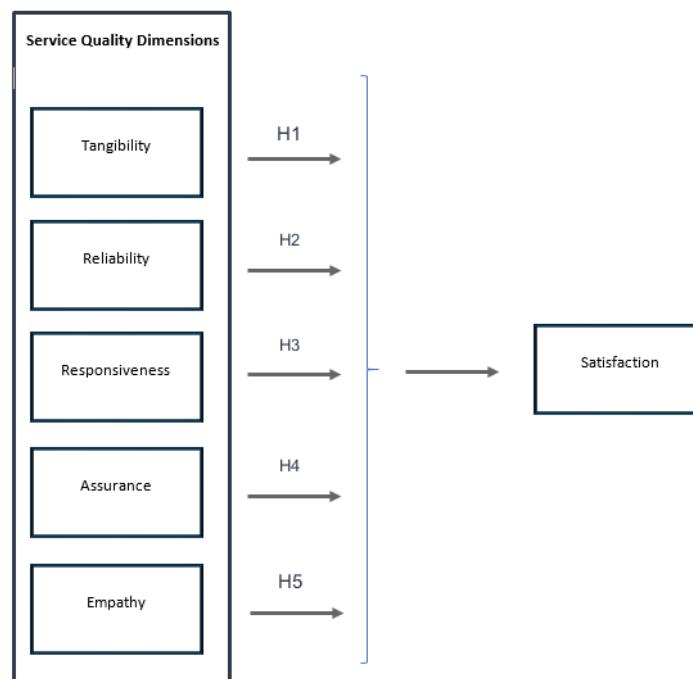 Service Quality Dimensions
Tangibility
H1
Reliability
H2
Responsiveness
H3
Satisfaction
Assurance
H4
Empathy
H5